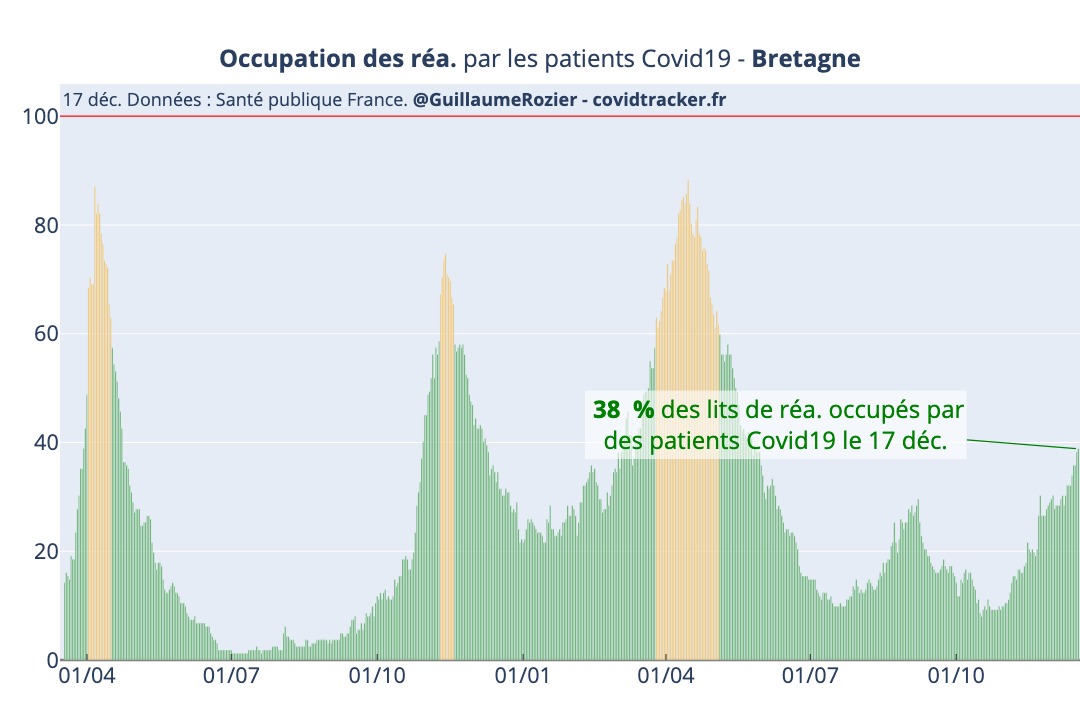 Occupation des réa. par les patients Covid19 - Bretagne
17 déc. Données : Santé publique France. @GuillaumeRozier - covidtracker.fr
100
80
60
40
20
0
38 % des lits de réa. occupés par
des patients Covid19 le 17 déc.
01/04 01/07 01/10 01/01 01/04 01/07 01/10